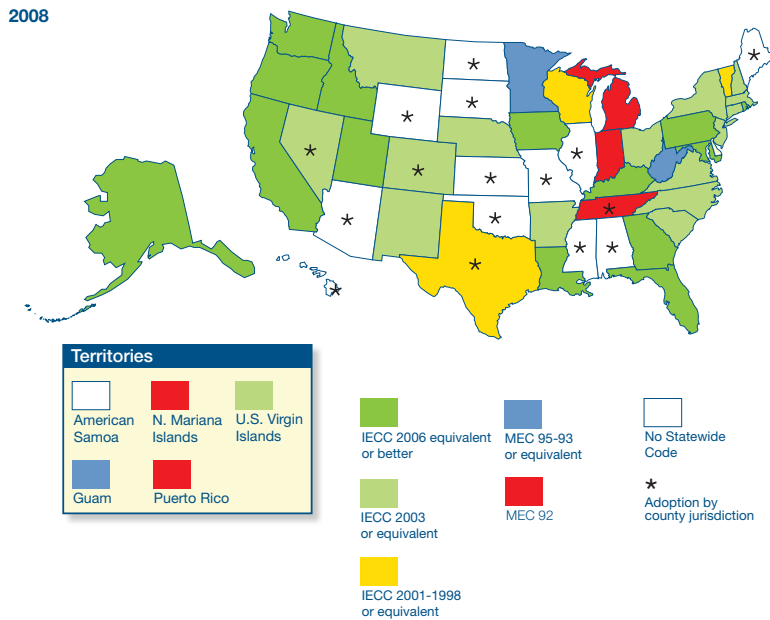 2008
Territories
American
Samoa
N. Mariana
Islands
U.S. Virgin
Islands
Guam
Puerto Rico
IECC 2006 equivalent
or better
IECC 2003
or equivalent
IECC 2001-1998
or equivalent
MEC 95-93
or equivalent
MEC 92
No Statewide
Code
*
Adoption by
county jurisdiction